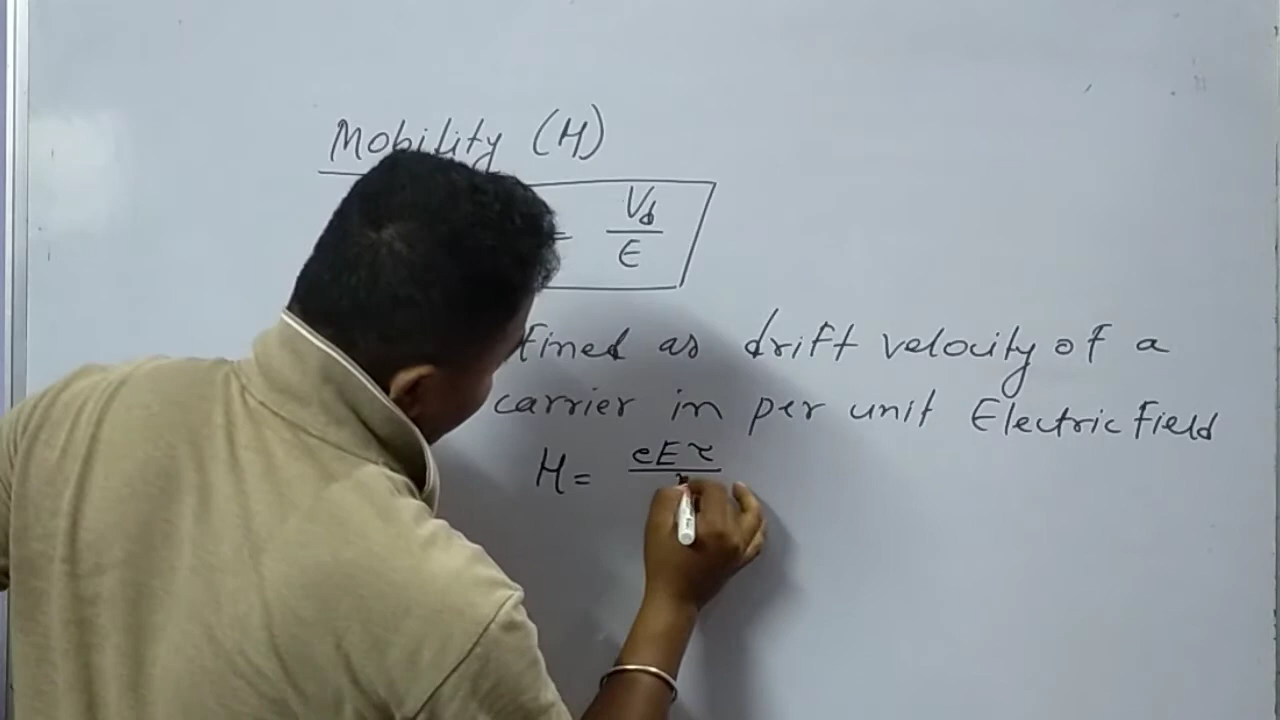 Mobility (μ)
= Vd / E
fined as drift velocity of a
carrier in per unit Electric Field
μ = eEτ